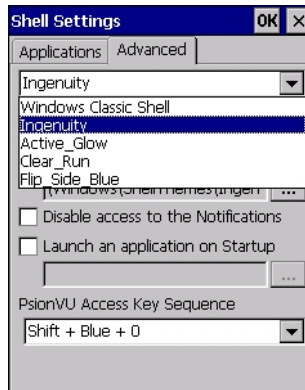 Shell Settings OK ×
Applications Advanced
Ingenuity
Windows Classic Shell
Ingenuity
Active_Glow
Clear_Run
Flip_Side_Blue
...
Disable access to the Notifications
Launch an application on Startup
...
PsionVU Access Key Sequence
Shift + Blue + 0